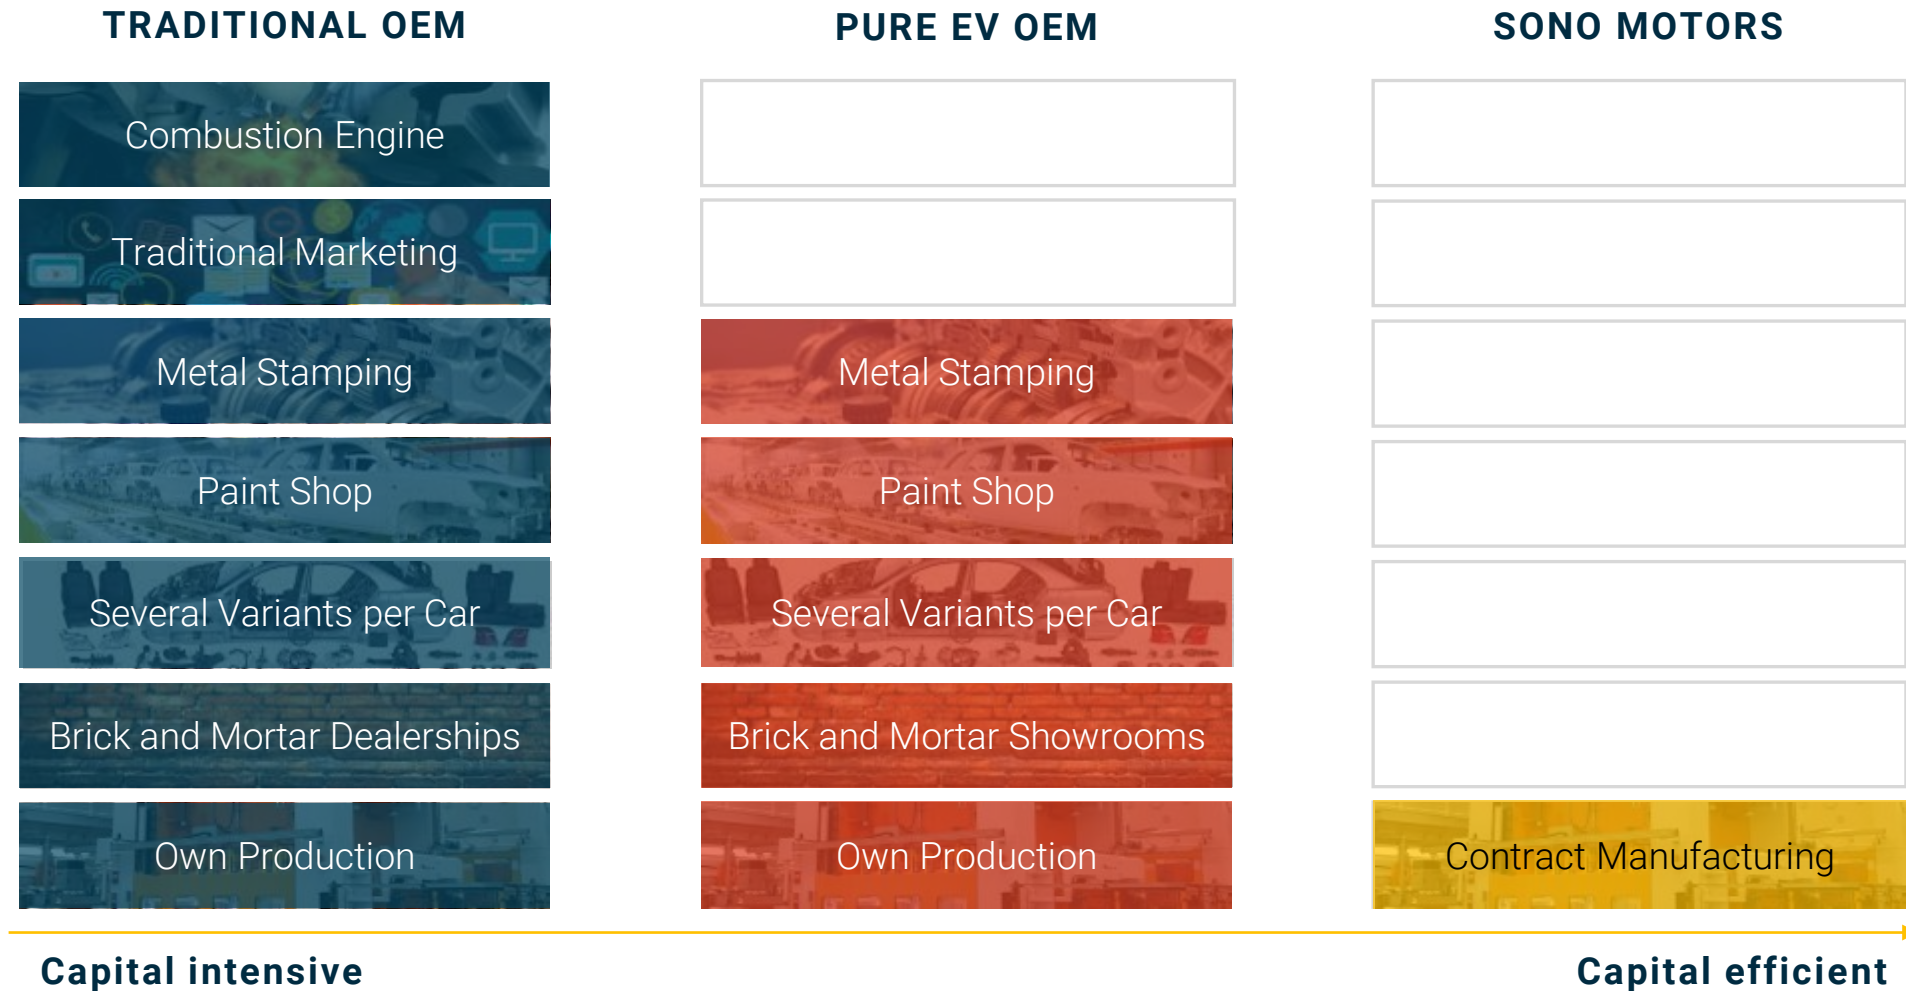 TRADITIONAL OEM
PURE EV OEM
SONO MOTORS
Combustion Engine
Traditional Marketing
Metal Stamping
Metal Stamping
Paint Shop
Paint Shop
Several Variants per Car
Several Variants per Car
Brick and Mortar Dealerships
Brick and Mortar Showrooms
Own Production
Own Production
Contract Manufacturing
Capital intensive
Capital efficient